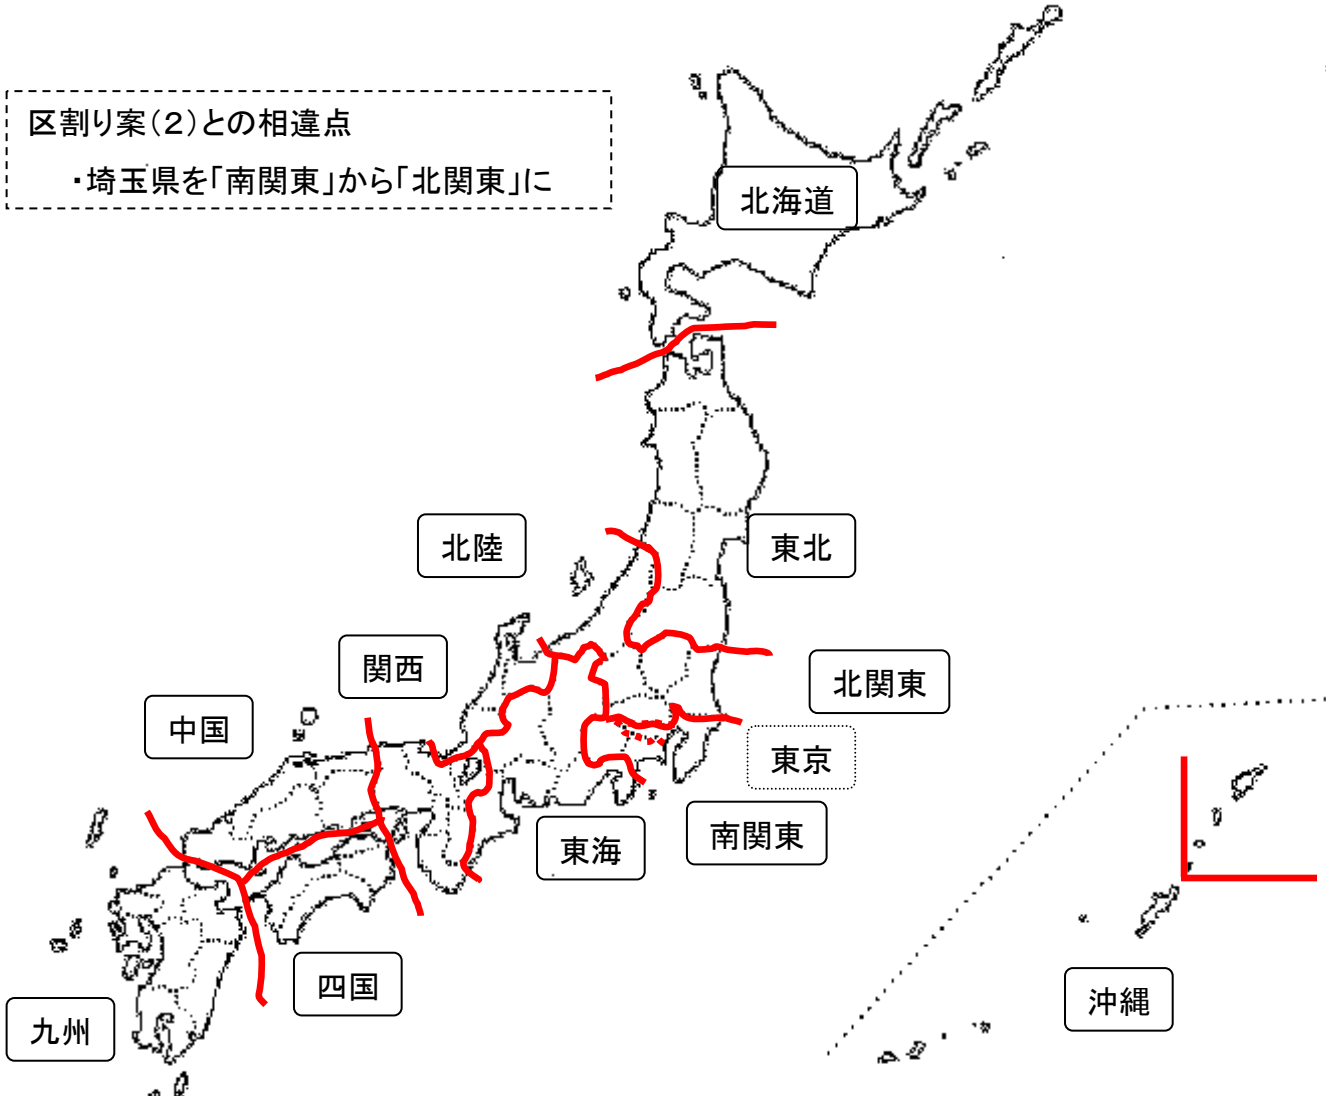 区割り案(2)との相違点
・埼玉県を「南関東」から「北関東」に
北海道
北陸
東北
関西
北関東
中国
東京
南関東
東海
四国
沖縄
九州